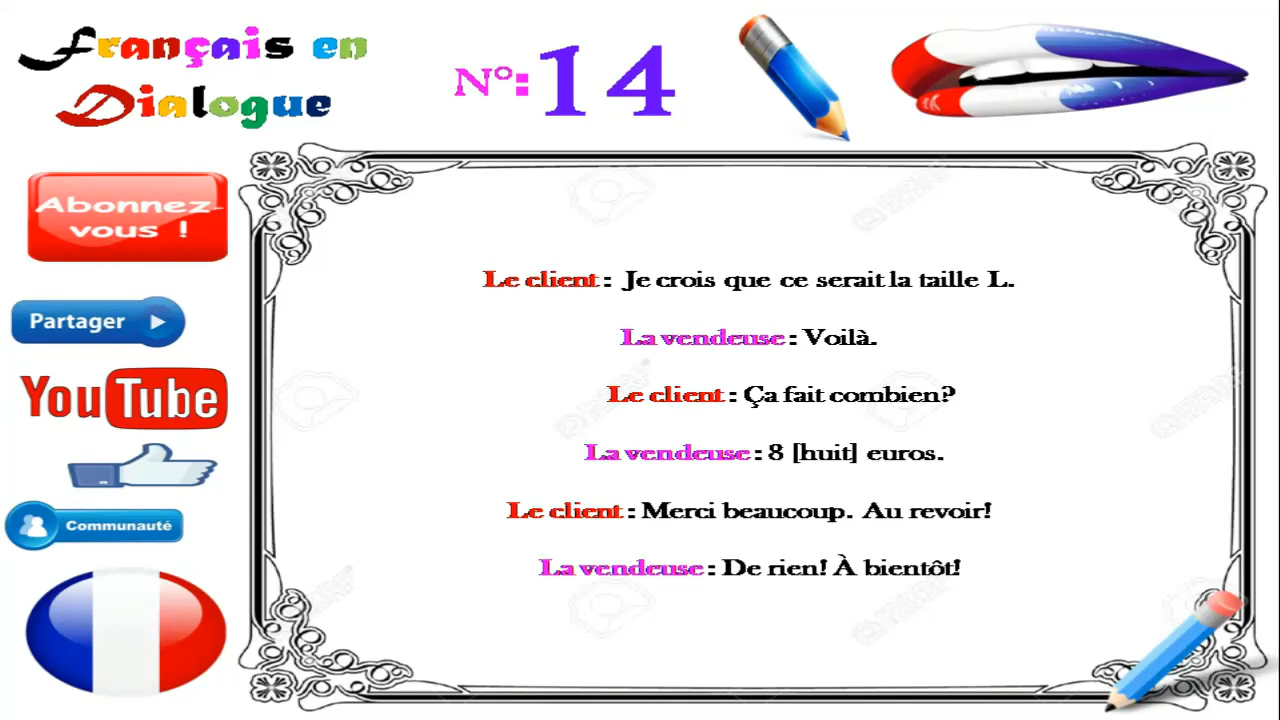 Français en
Dialogue
N°:14
Abonnez-
vous !
Partager
YouTube
Communauté
Le client : Je crois que ce serait la taille L.
La vendeuse : Voilà.
Le client : Ça fait combien?
La vendeuse : 8 [huit] euros.
Le client : Merci beaucoup. Au revoir!
La vendeuse : De rien! À bientôt!